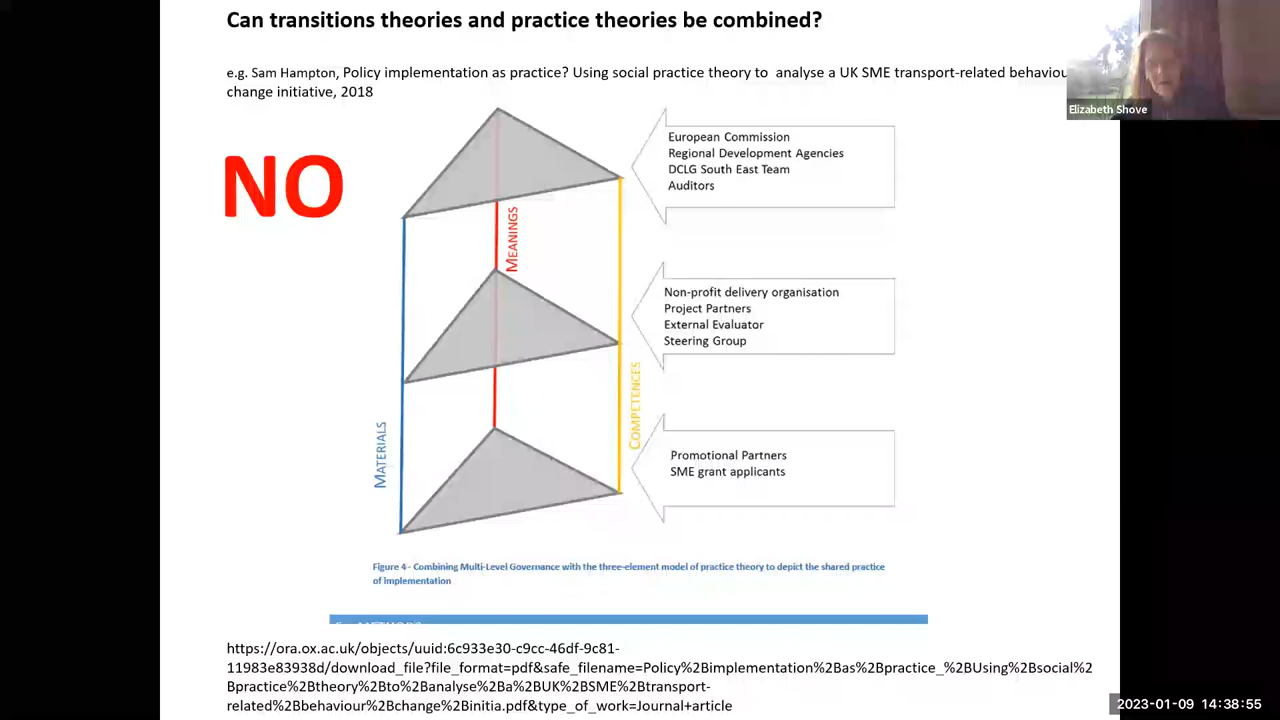 Can transitions theories and practice theories be combined?
e.g. Sam Hampton, Policy implementation as practice? Using social practice theory to analyse a UK SME transport-related behaviou
change initiative, 2018
Elizabeth Shove
NO
European Commission
Regional Development Agencies
DCLG South East Team
Auditors
MEANINGS
Non-profit delivery organisation
Project Partners
External Evaluator
Steering Group
COMPETENCES
MATERIALS
Promotional Partners
SME grant applicants
Figure 4 - Combining Multi-Level Governance with the three-element model of practice theory to depict the shared practice
of implementation
https://ora.ox.ac.uk/objects/uuid:6c933e30-c9cc-46df-9c81-
11983e83938d/download_file?file_format=pdf&safe_filename=Policy%2Bimplementation%2Bas%2Bpractice_%2BUsing%2Bsocial%2
Bpractice%2Btheory%2Bto%2Banalyse%2Ba%2BUK%2BSME%2Btransport-
related%2Bbehaviour%2Bchange%2Binitia.pdf&type_of_work=Journal+article
2023-01-09 14:38:55